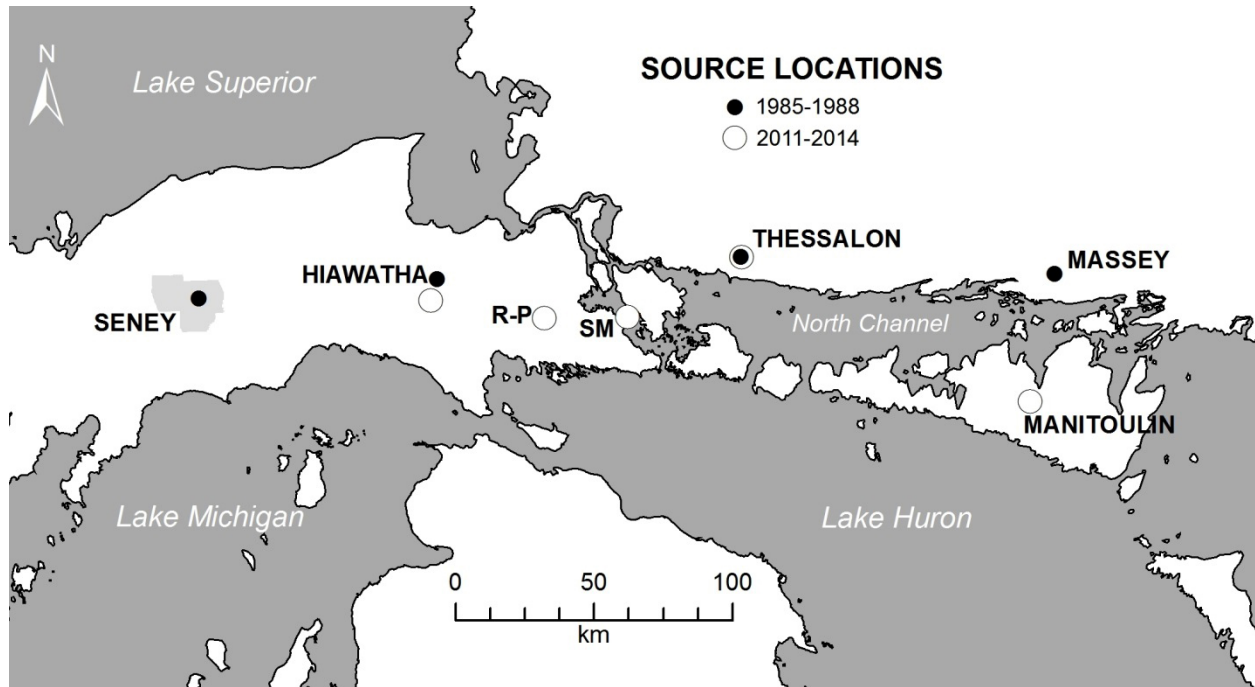 N
Lake Superior
SOURCE LOCATIONS
1985-1988
2011-2014
THESSALON
MASSEY
HIAWATHA
SENEY
R-P
SM
North Channel
MANITOULIN
Lake Michigan
Lake Huron
0 50 100
km